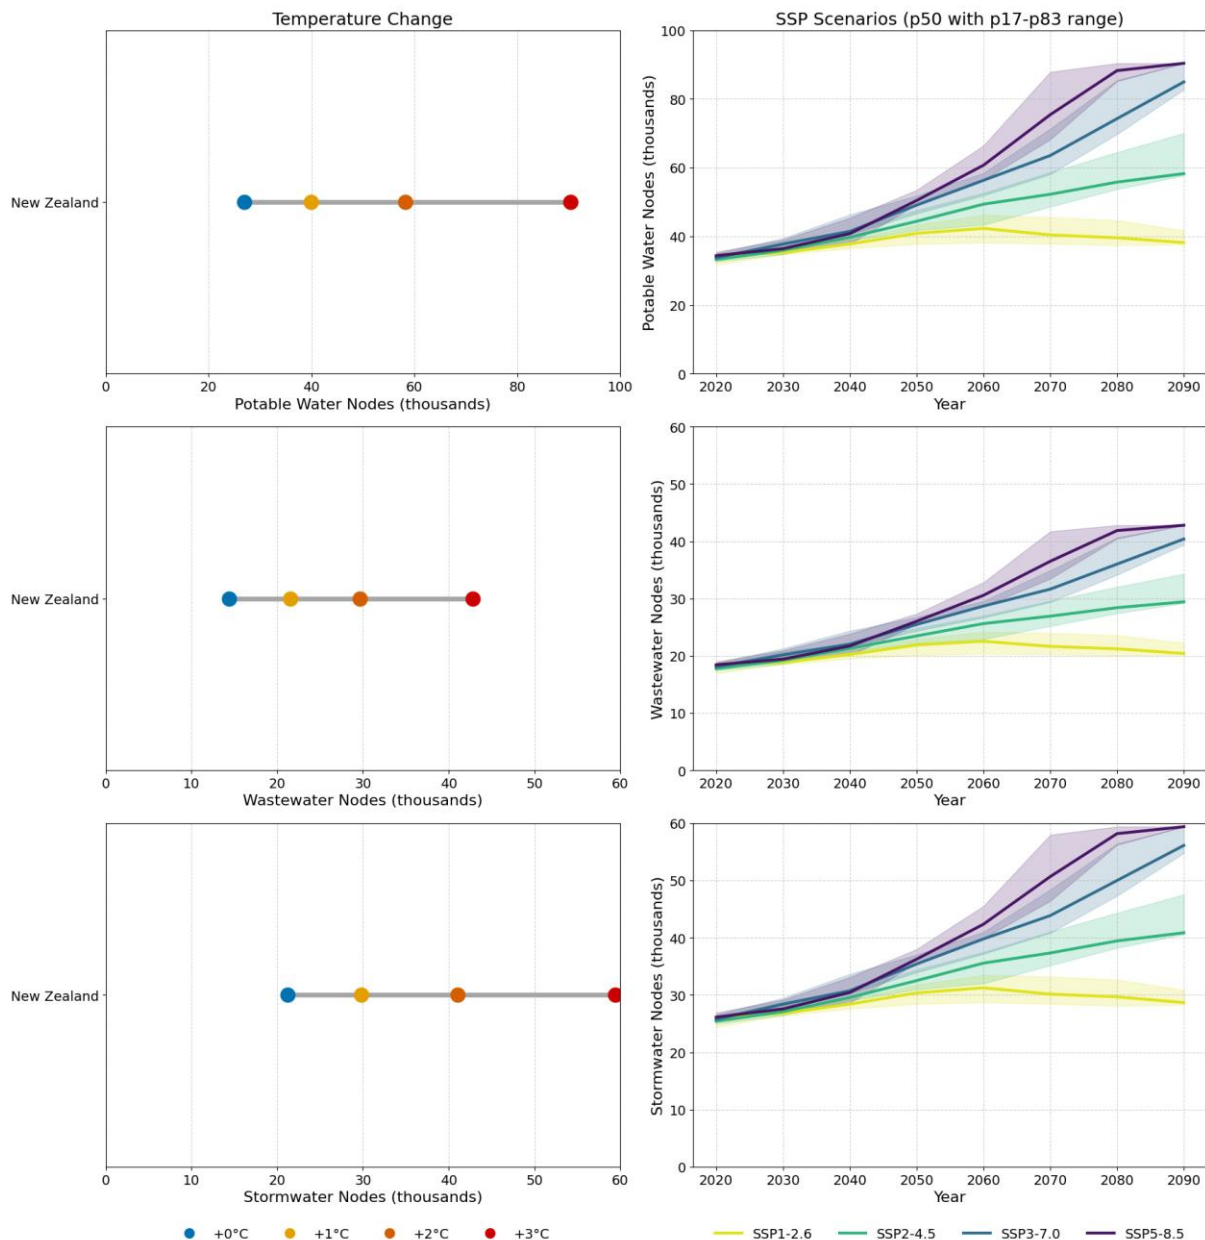 Temperature Change
SSP Scenarios (p50 with p17-p83 range)
New Zealand
0 20 40 60 80 100
Potable Water Nodes (thousands)
Potable Water Nodes (thousands)
100
80
60
40
20
0
2020 2030 2040 2050 2060 2070 2080 2090
Year
New Zealand
0 10 20 30 40 50 60
Wastewater Nodes (thousands)
Wastewater Nodes (thousands)
60
50
40
30
20
10
0
2020 2030 2040 2050 2060 2070 2080 2090
Year
New Zealand
0 10 20 30 40 50 60
Stormwater Nodes (thousands)
Stormwater Nodes (thousands)
60
50
40
30
20
10
0
2020 2030 2040 2050 2060 2070 2080 2090
Year
+0°C +1°C +2°C +3°C
SSP1-2.6 SSP2-4.5 SSP3-7.0 SSP5-8.5